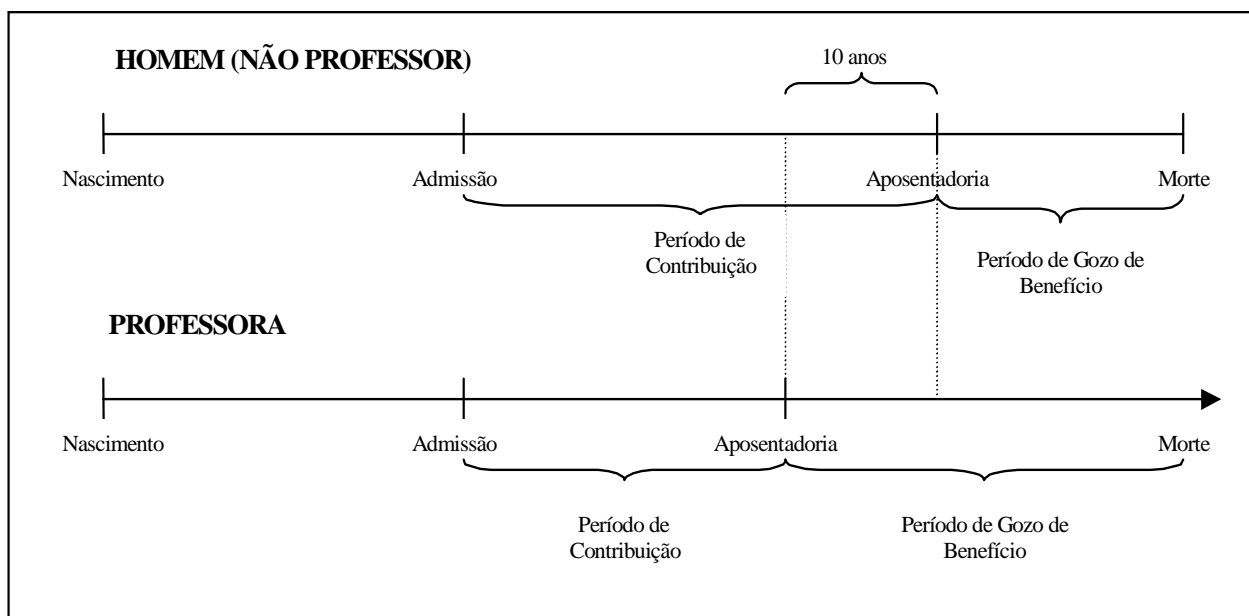 HOMEM (NÃO PROFESSOR)
10 anos
Nascimento
Admissão
Aposentadoria
Morte
Período de
Contribuição
Período de Gozo de
Benefício
PROFESSORA
Nascimento
Admissão
Aposentadoria
Morte
Período de
Contribuição
Período de Gozo de
Benefício